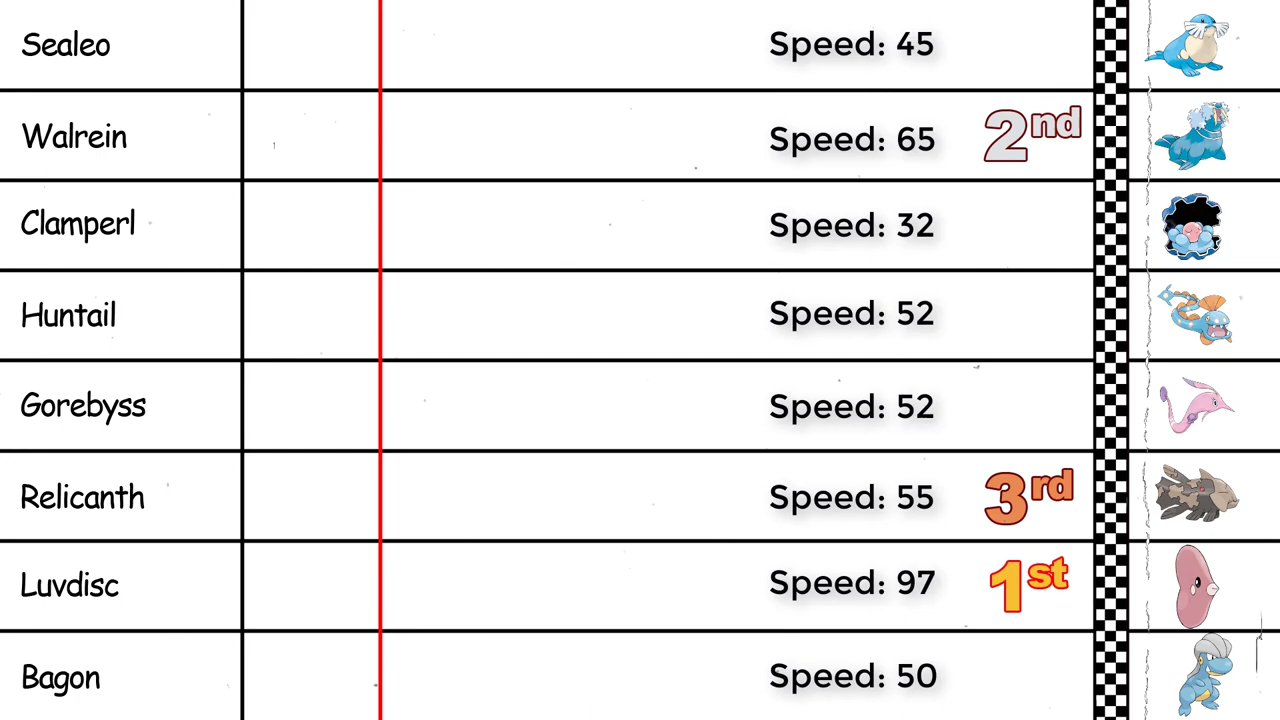 Sealeo Speed: 45
Walrein Speed: 65 2nd
Clamperl Speed: 32
Huntail Speed: 52
Gorebyss Speed: 52
Relicanth Speed: 55 3rd
Luvdisc Speed: 97 1st
Bagon Speed: 50